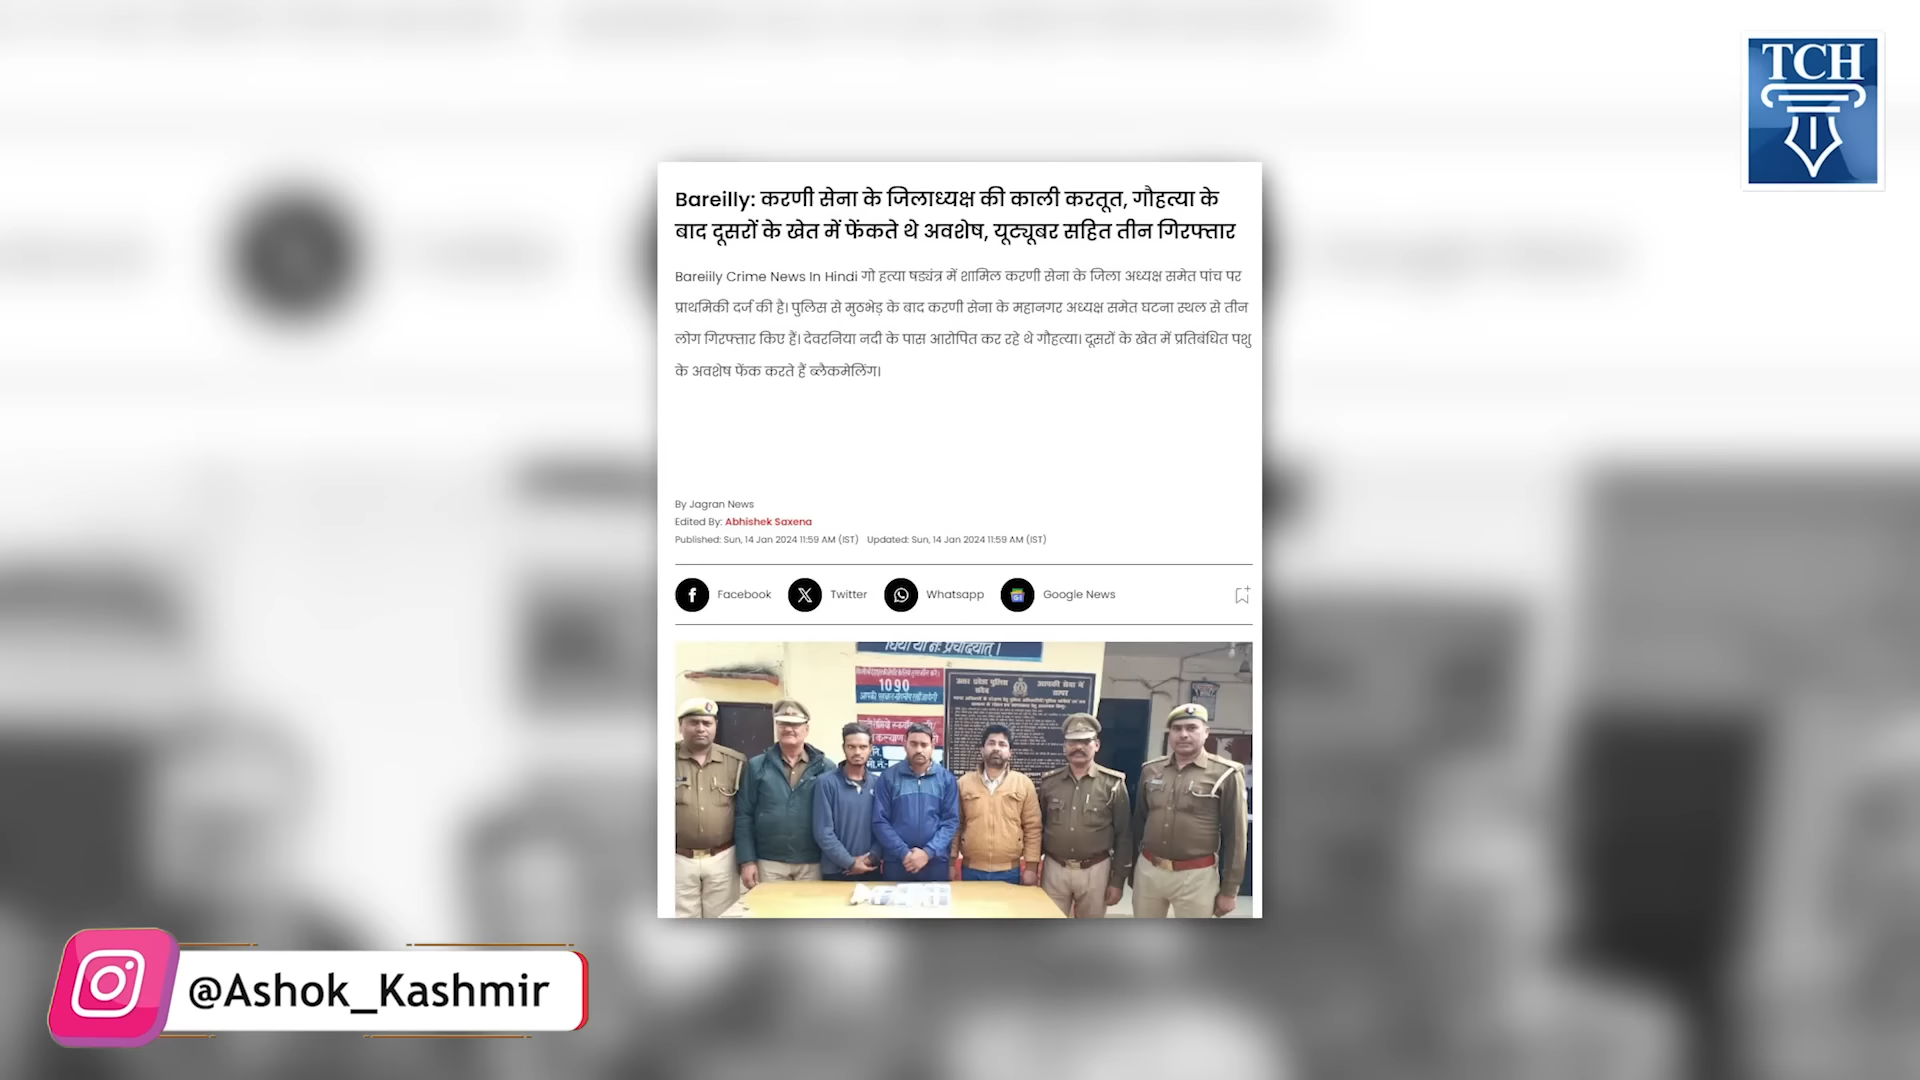 TCH
Bareilly: करणी सेना के जिलाध्यक्ष की काली करतूत, गौहत्या के
बाद दूसरों के खेत में फेंकते थे अवशेष, यूट्यूबर सहित तीन गिरफ्तार
Bareiily Crime News In Hindi गो हत्या षड्यंत्र में शामिल करणी सेना के जिला अध्यक्ष समेत पांच पर
प्राथमिकी दर्ज की है। पुलिस से मुठभेड़ के बाद करणी सेना के महानगर अध्यक्ष समेत घटना स्थल से तीन
लोग गिरफ्तार किए हैं। देवरनिया नदी के पास आरोपित कर रहे थे गौहत्या। दूसरों के खेत में प्रतिबंधित पशु
के अवशेष फेंक करते हैं ब्लैकमेलिंग।
By Jagran News
Edited By: Abhishek Saxena
Published: Sun, 14 Jan 2024 11:59 AM (IST) Updated: Sun, 14 Jan 2024 11:59 AM (IST)
Facebook Twitter Whatsapp Google News
1090
@Ashok_Kashmir